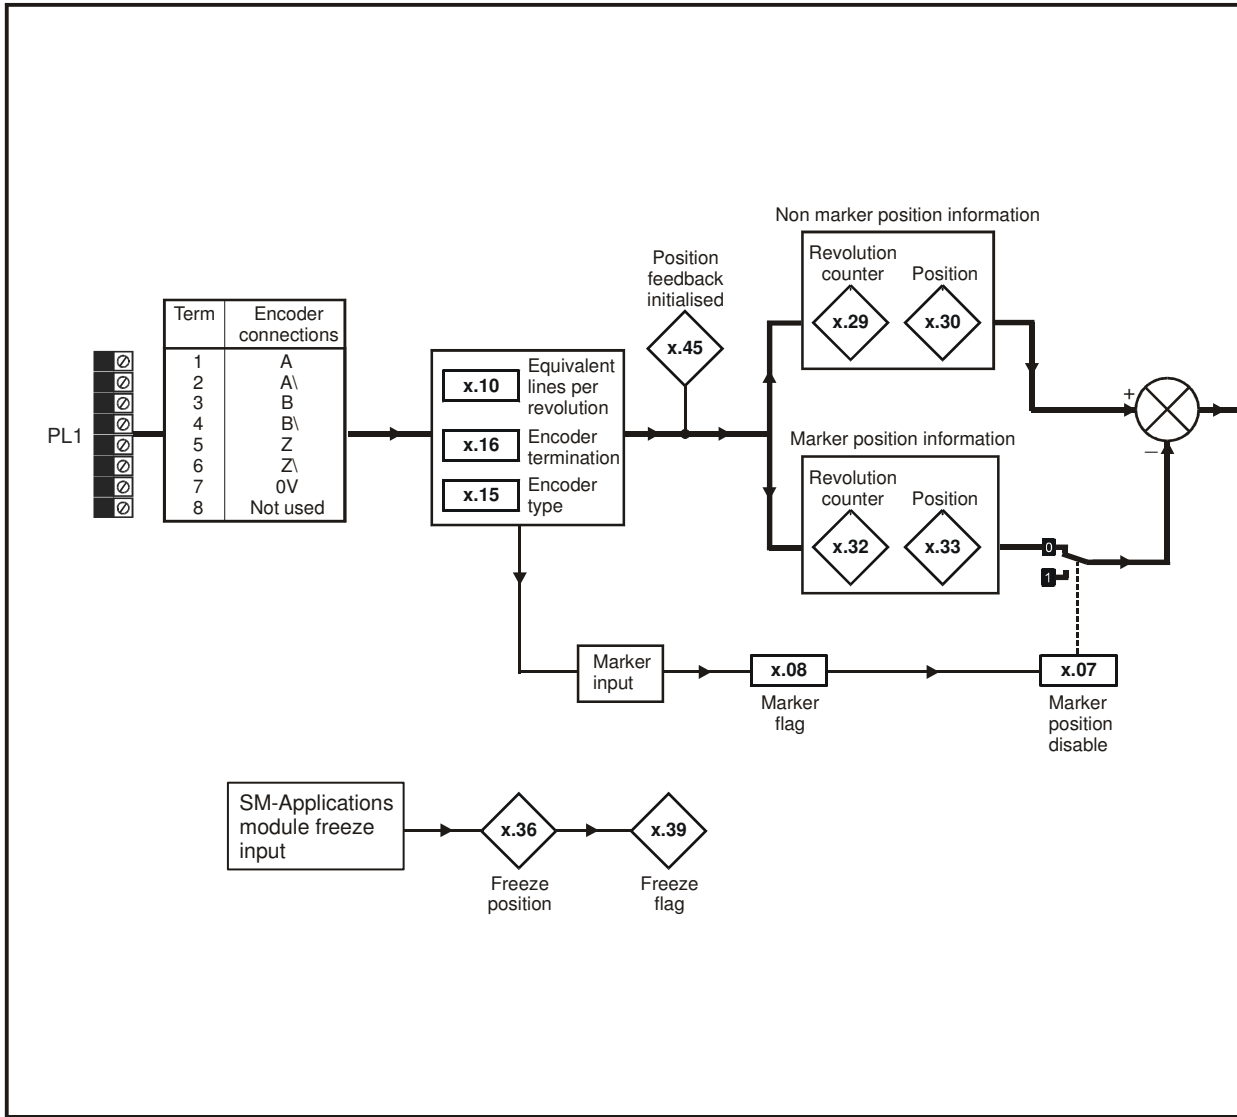 Non marker position information
Revolution
counter
Position
x.29
x.30
Position
feedback
initialised
x.45
Term
Encoder
connections
1 A
2 A\
3 B
4 B\
5 Z
6 Z\
7 0V
8 Not used
PL1
x.10
Equivalent
lines per
revolution
x.16
Encoder
termination
x.15
Encoder
type
+
−
Marker position information
Revolution
counter
Position
x.32
x.33
0
1
Marker
input
x.08
Marker
flag
x.07
Marker
position
disable
SM-Applications
module freeze
input
x.36
Freeze
position
x.39
Freeze
flag